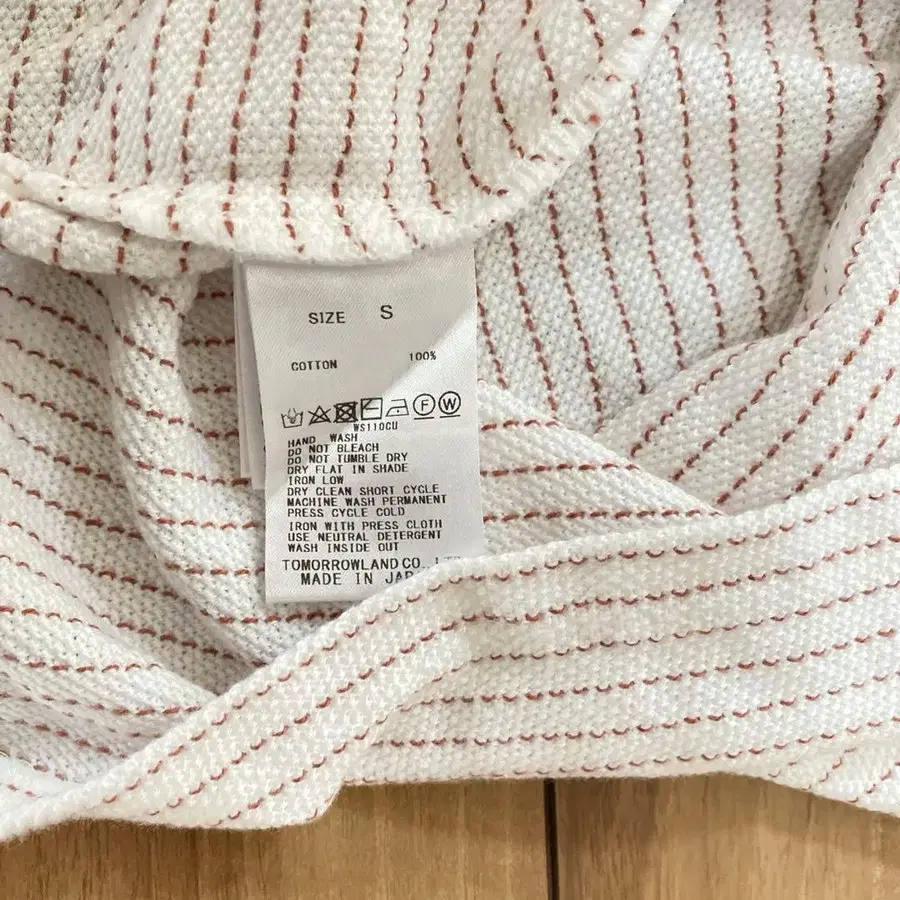 SIZE S
COTTON 100%
F W
WS110CU
HAND WASH
DO NOT BLEACH
DO NOT TUMBLE DRY
DRY FLAT IN SHADE
IRON LOW
DRY CLEAN SHORT CYCLE
MACHINE WASH PERMANENT
PRESS CYCLE COLD
IRON WITH PRESS CLOTH
USE NEUTRAL DETERGENT
WASH INSIDE OUT
TOMORROWLAND CO., LTD
MADE IN JAPA